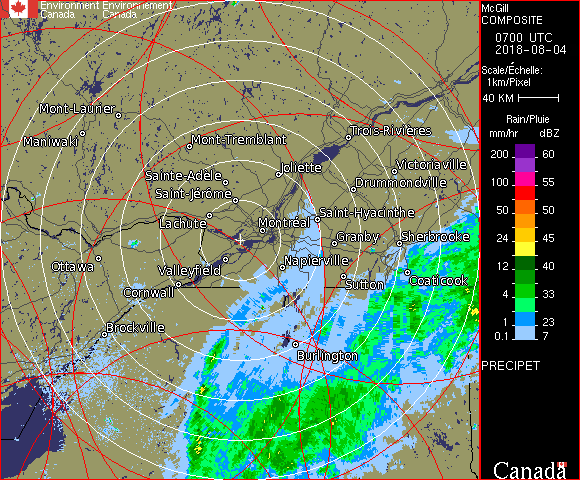 Environment Environnement
Canada Canada
McGill
COMPOSITE
0700 UTC
2018-08-04
Scale/Échelle:
1km/Pixel
40 KM
Rain/Pluie
mm/hr dBZ
200 60
150 57
100 55
50 50
24 45
12 40
4 33
1 23
0.1 7
PRECIPET
Canada
Mont-Laurier
Maniwaki
Mont-Tremblant
Trois-Rivières
Sainte-Adèle
Joliette
Victoriaville
Saint-Jérôme
Drummondville
Lachute
Montréal
Saint-Hyacinthe
Granby
Sherbrooke
Ottawa
Valleyfield
Napierville
Cornwall
Sutton
Coaticook
Brockville
Burlington